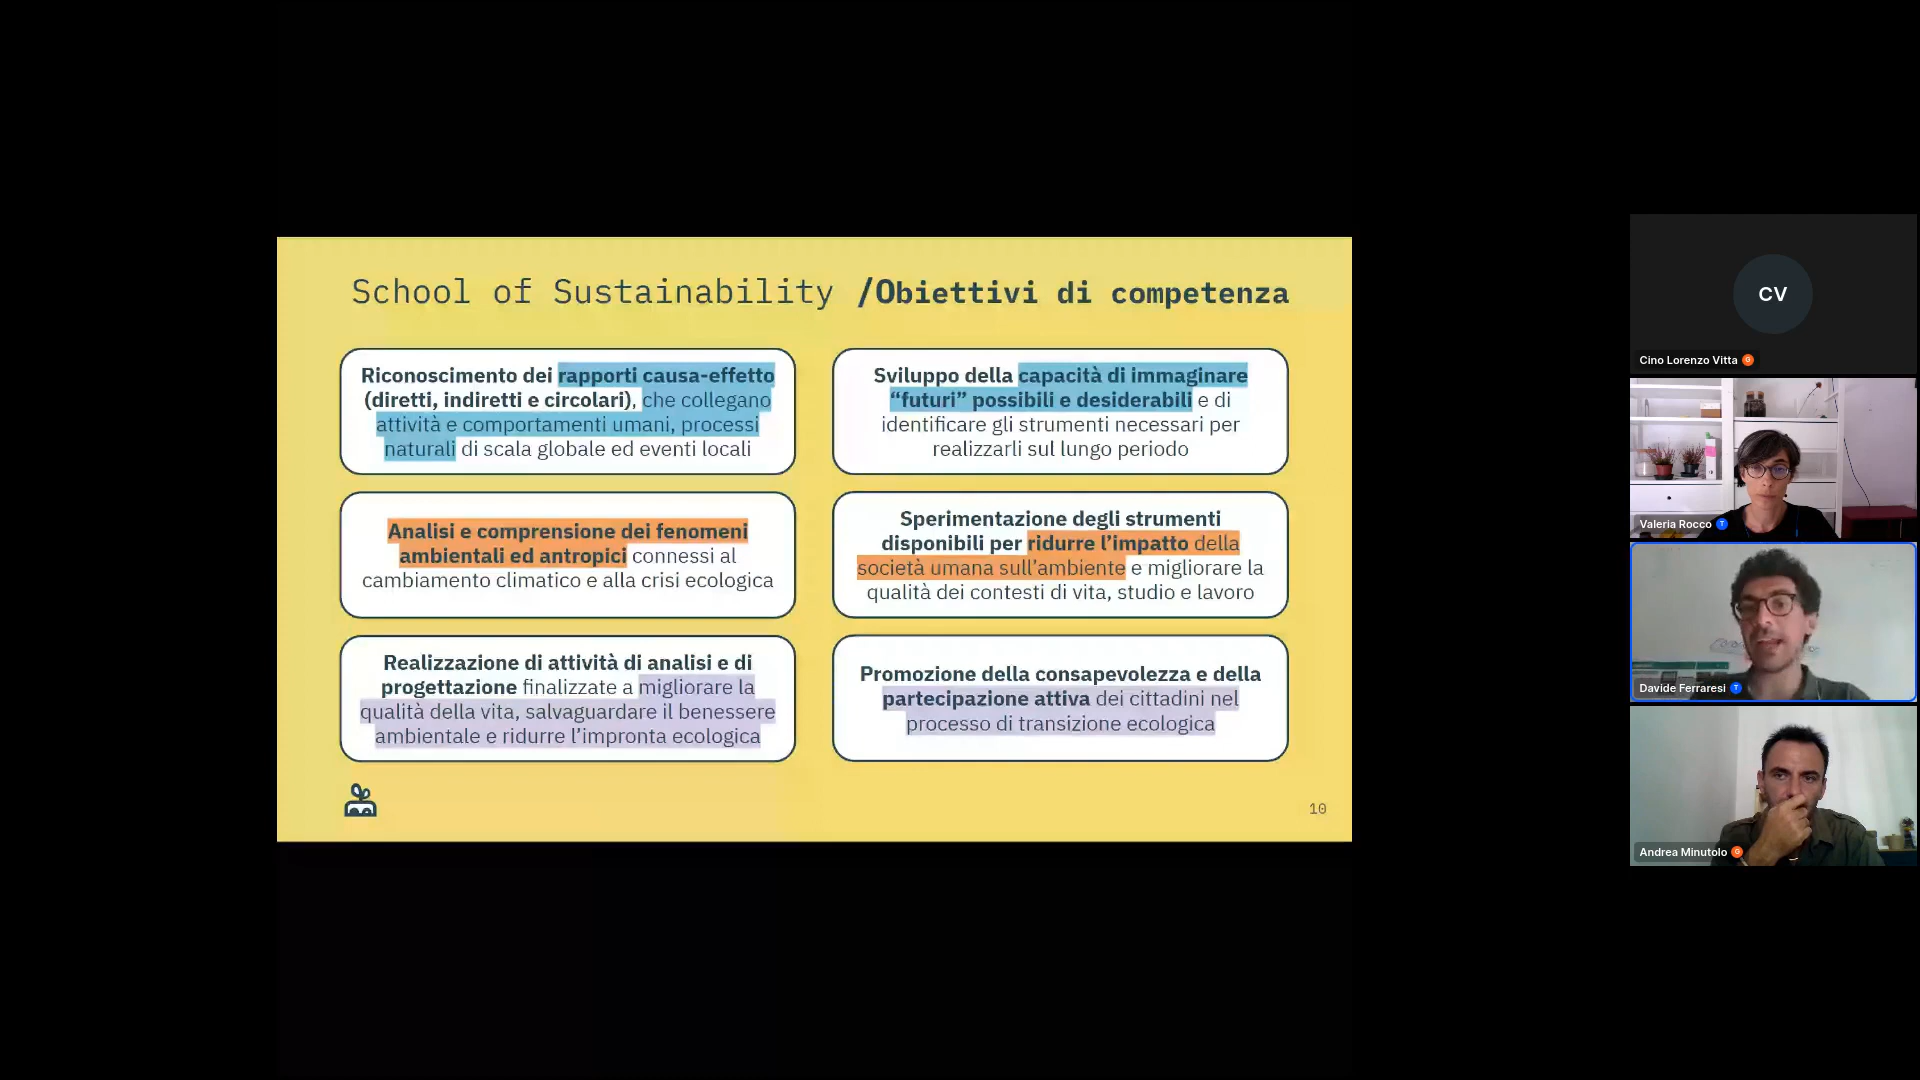 School of Sustainability /Obiettivi di competenza
Riconoscimento dei rapporti causa-effetto
(diretti, indiretti e circolari), che collegano
attività e comportamenti umani, processi
naturali di scala globale ed eventi locali
Sviluppo della capacità di immaginare
“futuri” possibili e desiderabili e di
identificare gli strumenti necessari per
realizzarli sul lungo periodo
Analisi e comprensione dei fenomeni
ambientali ed antropici connessi al
cambiamento climatico e alla crisi ecologica
Sperimentazione degli strumenti
disponibili per ridurre l’impatto della
società umana sull’ambiente e migliorare la
qualità dei contesti di vita, studio e lavoro
Realizzazione di attività di analisi e di
progettazione finalizzate a migliorare la
qualità della vita, salvaguardare il benessere
ambientale e ridurre l’impronta ecologica
Promozione della consapevolezza e della
partecipazione attiva dei cittadini nel
processo di transizione ecologica
10
CV
Cino Lorenzo Vitta G
Valeria Rocco T
Davide Ferraresi T
Andrea Minutolo G